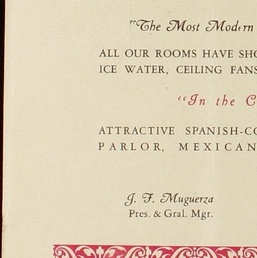 "The Most Modern
ALL OUR ROOMS HAVE
ICE WATER, CEILING FANS
"In the
ATTRACTIVE
PARLOR, MEXICAN
J. F. Muguerza
Pres. & Gral. Mgr.